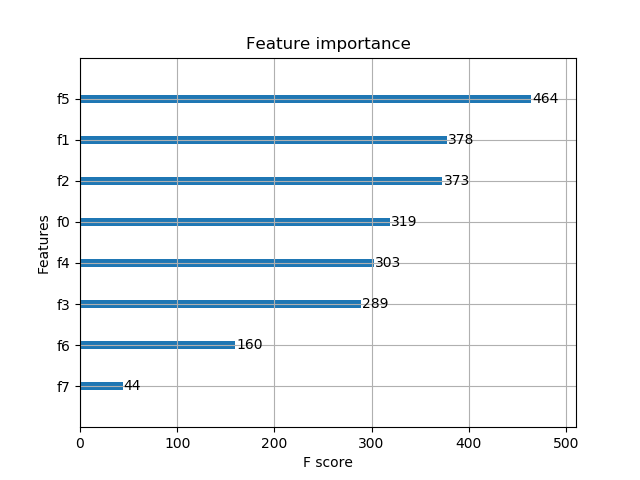 Feature importance
Features
f5 464
f1 378
f2 373
f0 319
f4 303
f3 289
f6 160
f7 44
0 100 200 300 400 500
F score